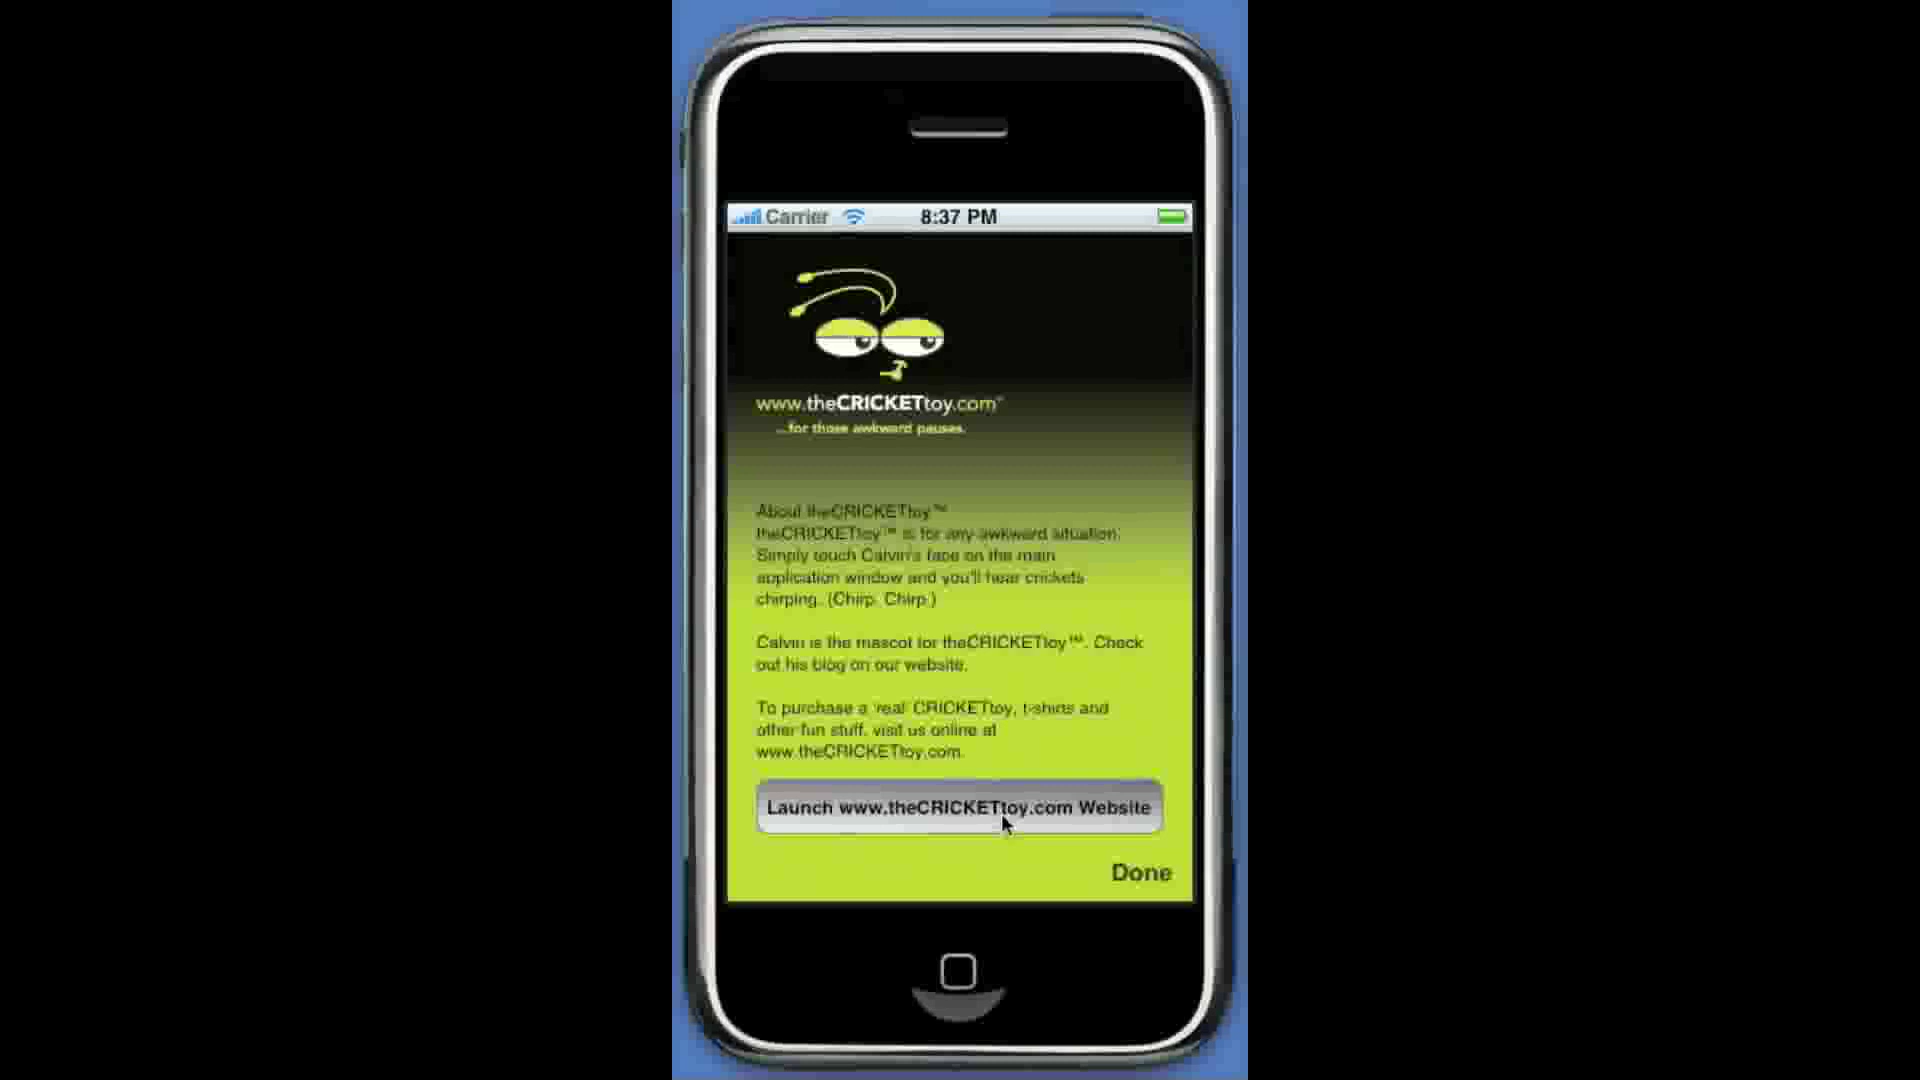 Carrier
8:37 PM
www.theCRICKETtoy.com™
...for those awkward pauses.
About theCRICKETtoy™
theCRICKETtoy™ is for any awkward situation.
Simply touch Calvin's face on the main
application window and you'll hear crickets
chirping. (Chirp. Chirp.)
Calvin is the mascot for theCRICKETtoy™. Check
out his blog on our website.
To purchase a 'real' CRICKETtoy, t-shirts and
other fun stuff, visit us online at
www.theCRICKETtoy.com.
Launch www.theCRICKETtoy.com Website
Done